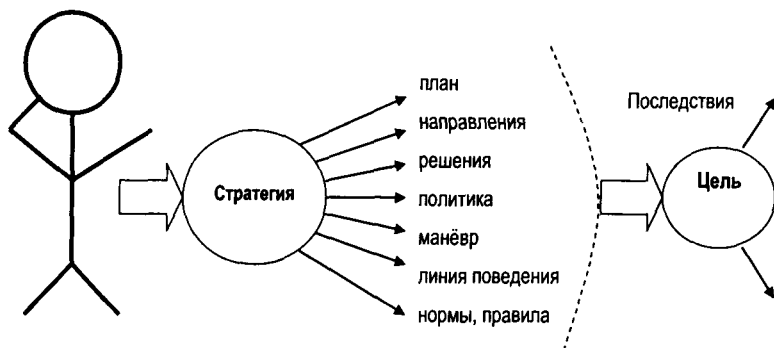 план
направления
решения
политика
манёвр
линия поведения
нормы, правила
Стратегия
Последствия
Цель